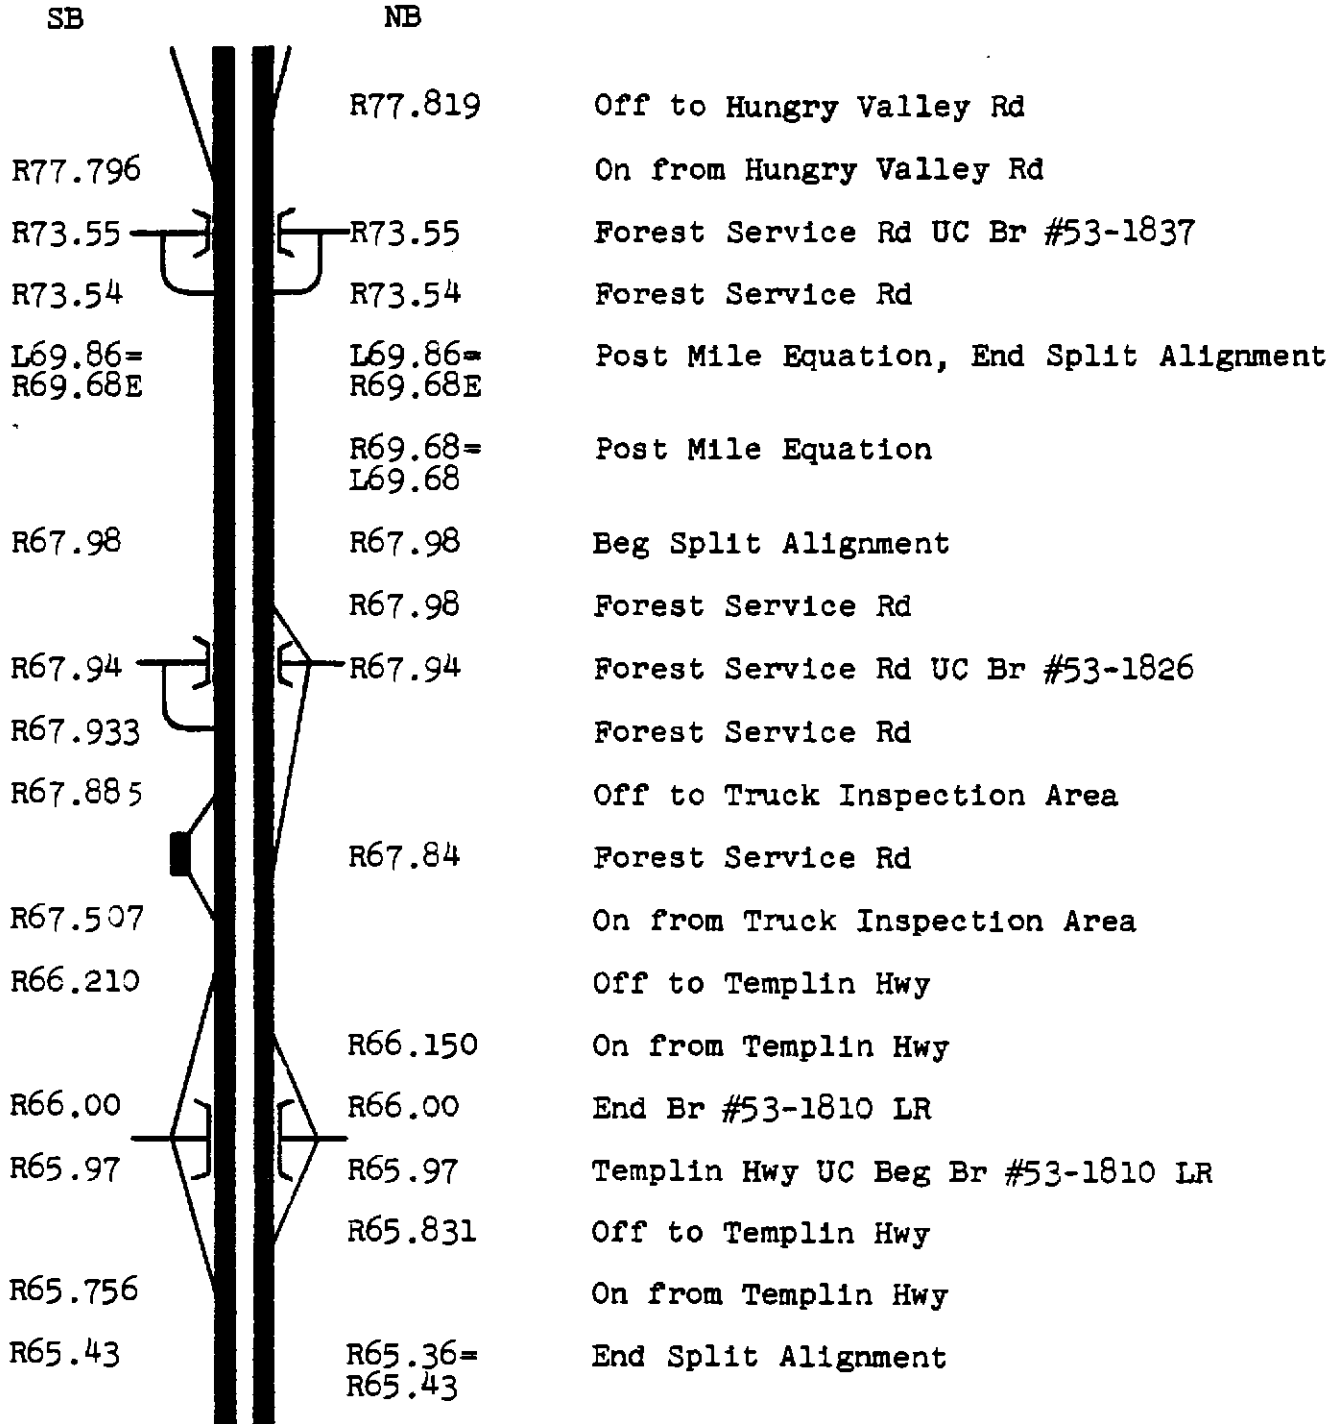 SB NB
R77.819 Off to Hungry Valley Rd
R77.796 On from Hungry Valley Rd
R73.55 R73.55 Forest Service Rd UC Br #53-1837
R73.54 R73.54 Forest Service Rd
L69.86= L69.86= Post Mile Equation, End Split Alignment
R69.68E R69.68E
R69.68= Post Mile Equation
L69.68
R67.98 R67.98 Beg Split Alignment
R67.98 Forest Service Rd
R67.94 R67.94 Forest Service Rd UC Br #53-1826
R67.933 Forest Service Rd
R67.885 Off to Truck Inspection Area
R67.84 Forest Service Rd
R67.507 On from Truck Inspection Area
R66.210 Off to Templin Hwy
R66.150 On from Templin Hwy
R66.00 R66.00 End Br #53-1810 LR
R65.97 R65.97 Templin Hwy UC Beg Br #53-1810 LR
R65.831 Off to Templin Hwy
R65.756 On from Templin Hwy
R65.43 R65.36= End Split Alignment
R65.43